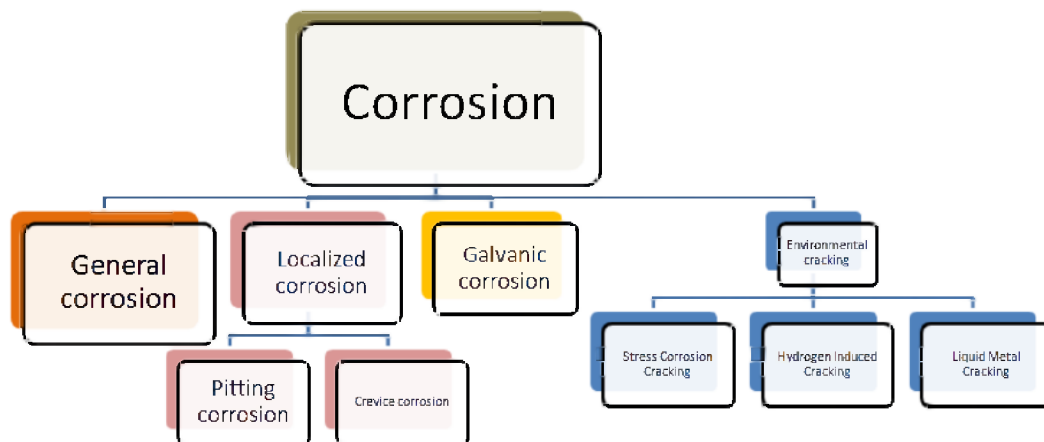 Corrosion
General
corrosion
Localized
corrosion
Galvanic
corrosion
Environmental
cracking
Pitting
corrosion
Crevice corrosion
Stress Corrosion
Cracking
Hydrogen Induced
Cracking
Liquid Metal
Cracking